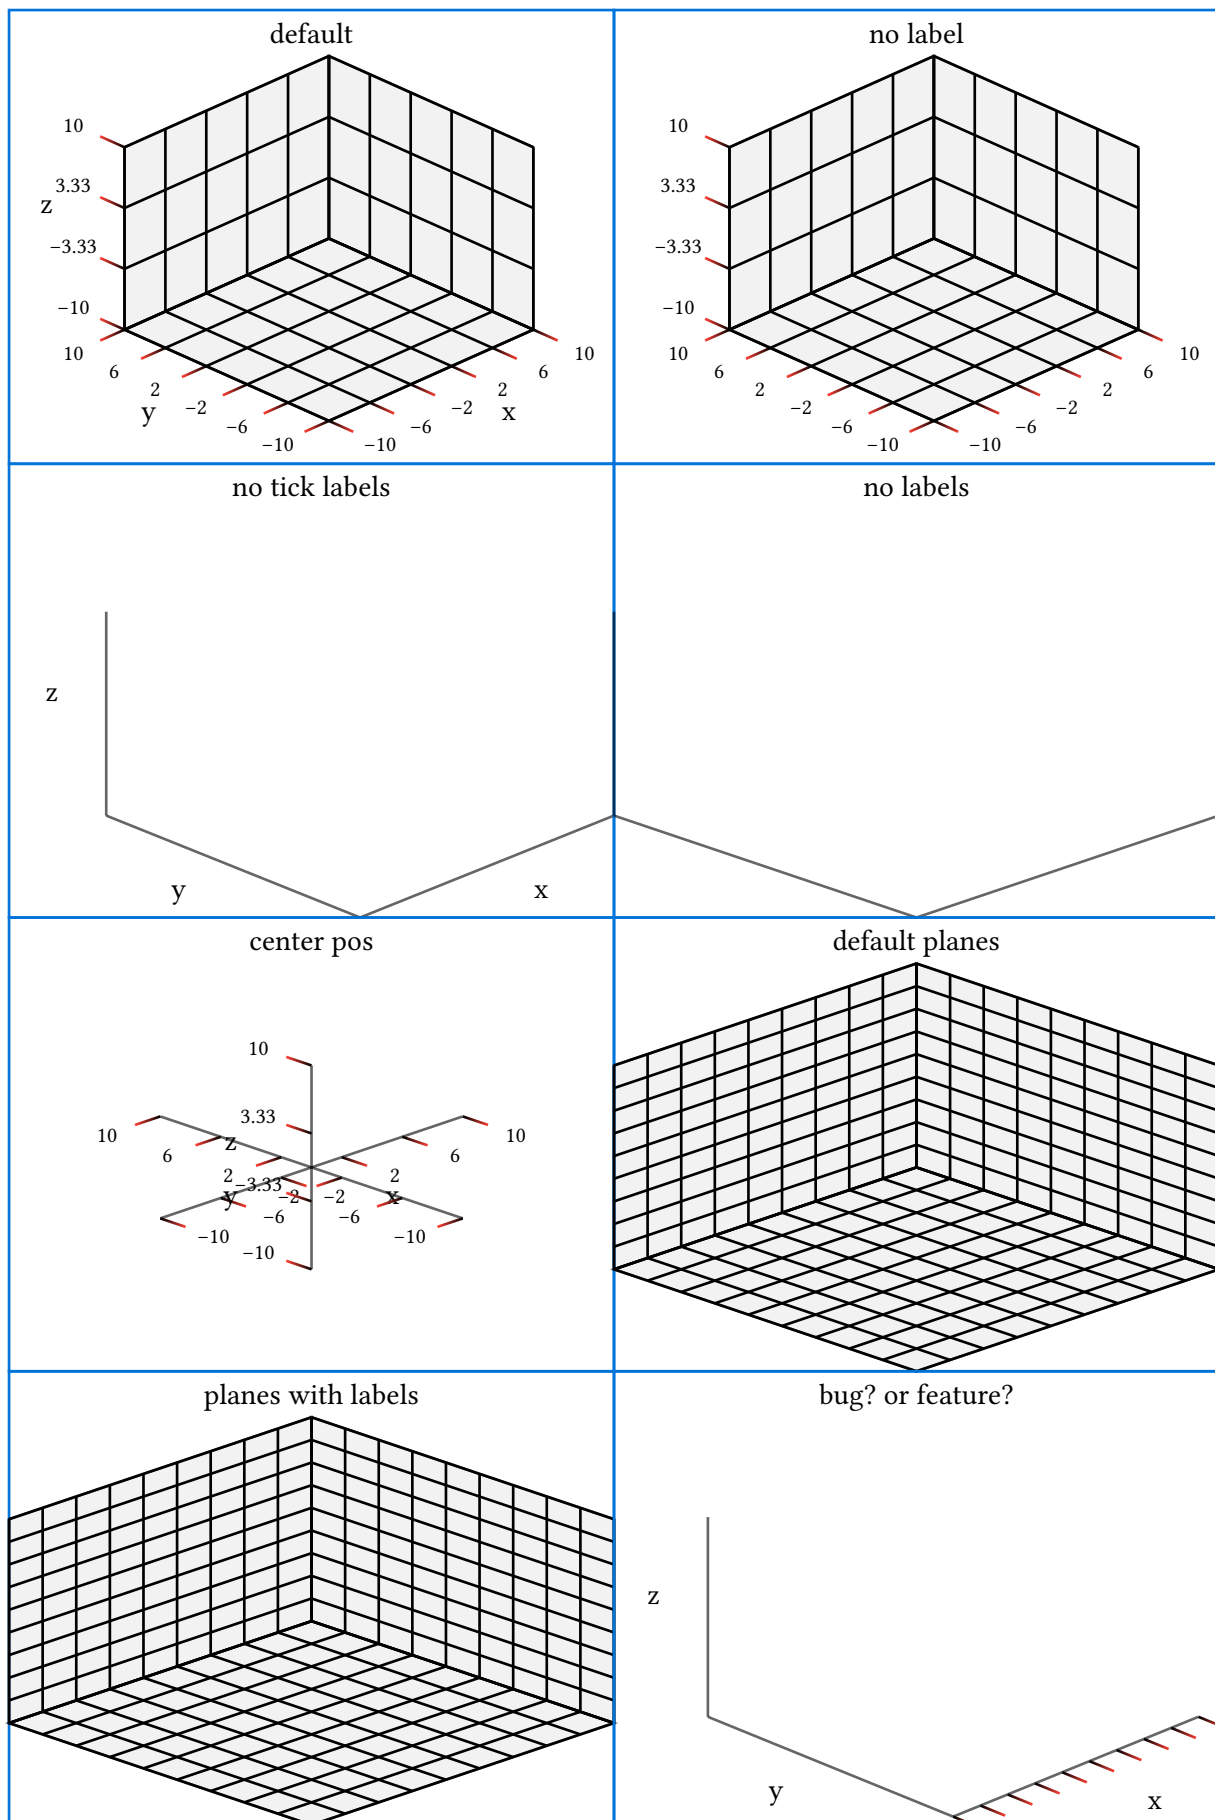 default
10
3.33
z
−3.33
−10
10
6
2
y
−2
−6
−10
−10
−6
−2
2
x
6
10
no label
10
3.33
−3.33
−10
10
6
2
−2
−6
−10
−10
−6
−2
2
6
10
no tick labels
z
y
x
no labels
center pos
10
3.33
z
10
6
2
−3.33
y
−2
−6
−10
−10
10
6
2
x
−2
−6
−10
default planes
planes with labels
bug? or feature?
z
y
x